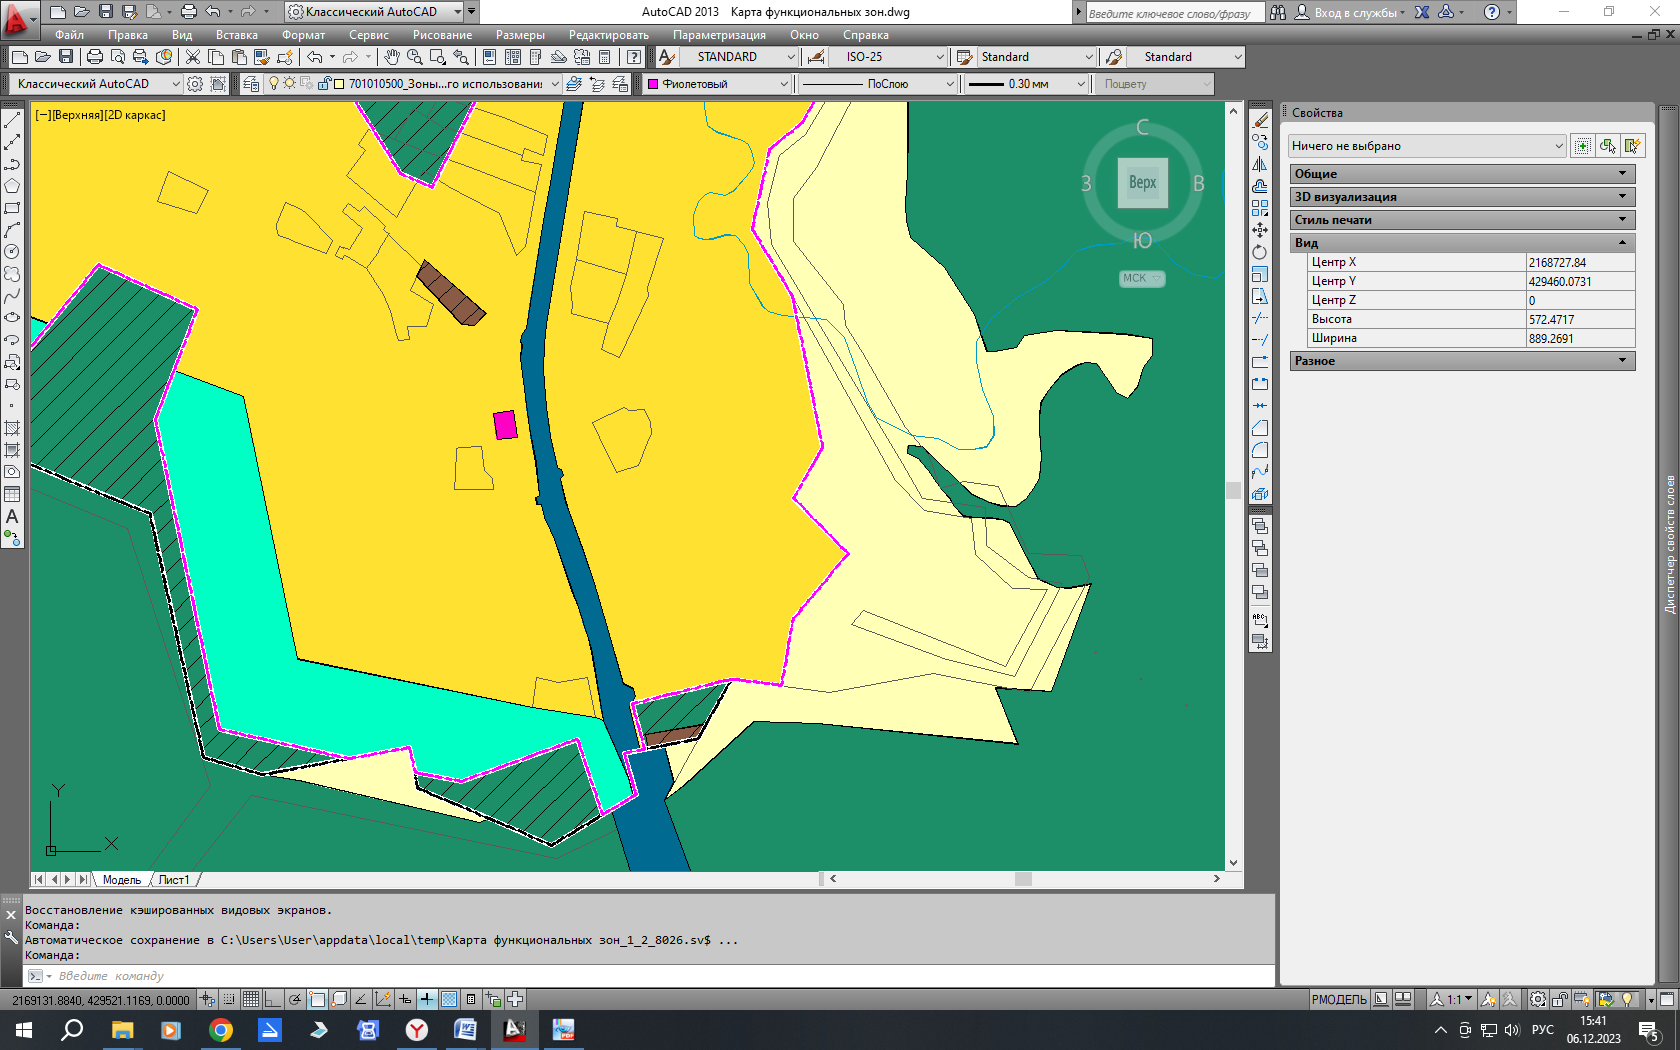 Классический AutoCAD
AutoCAD 2013 Карта функциональных зон.dwg
Введите ключевое слово/фразу
Вход в службы
Файл Правка Вид Вставка Формат Сервис Рисование Размеры Редактировать Параметризация Окно Справка
STANDARD ISO-25 Standard Standard
Классический AutoCAD
701010500_Зоны...го использования
Фиолетовый
ПоСлою
0.30 мм
Поцвету
[−][Верхняя][2D каркас]
С
З Верх В
Ю
МСК
Y
X
Модель Лист1
Свойства
Ничего не выбрано
Общие
3D визуализация
Стиль печати
Вид
Центр X 2168727.84
Центр Y 429460.0731
Центр Z 0
Высота 572.4717
Ширина 889.2691
Разное
Диспетчер свойств слоев
Восстановление кэшированных видовых экранов.
Команда:
Автоматическое сохранение в C:\Users\User\appdata\local\temp\Карта функциональных зон_1_2_8026.sv$ ...
Команда:
Введите команду
2169131.8840, 429521.1169, 0.0000
РМОДЕЛЬ
1:1
РУС
15:41
06.12.2023
5